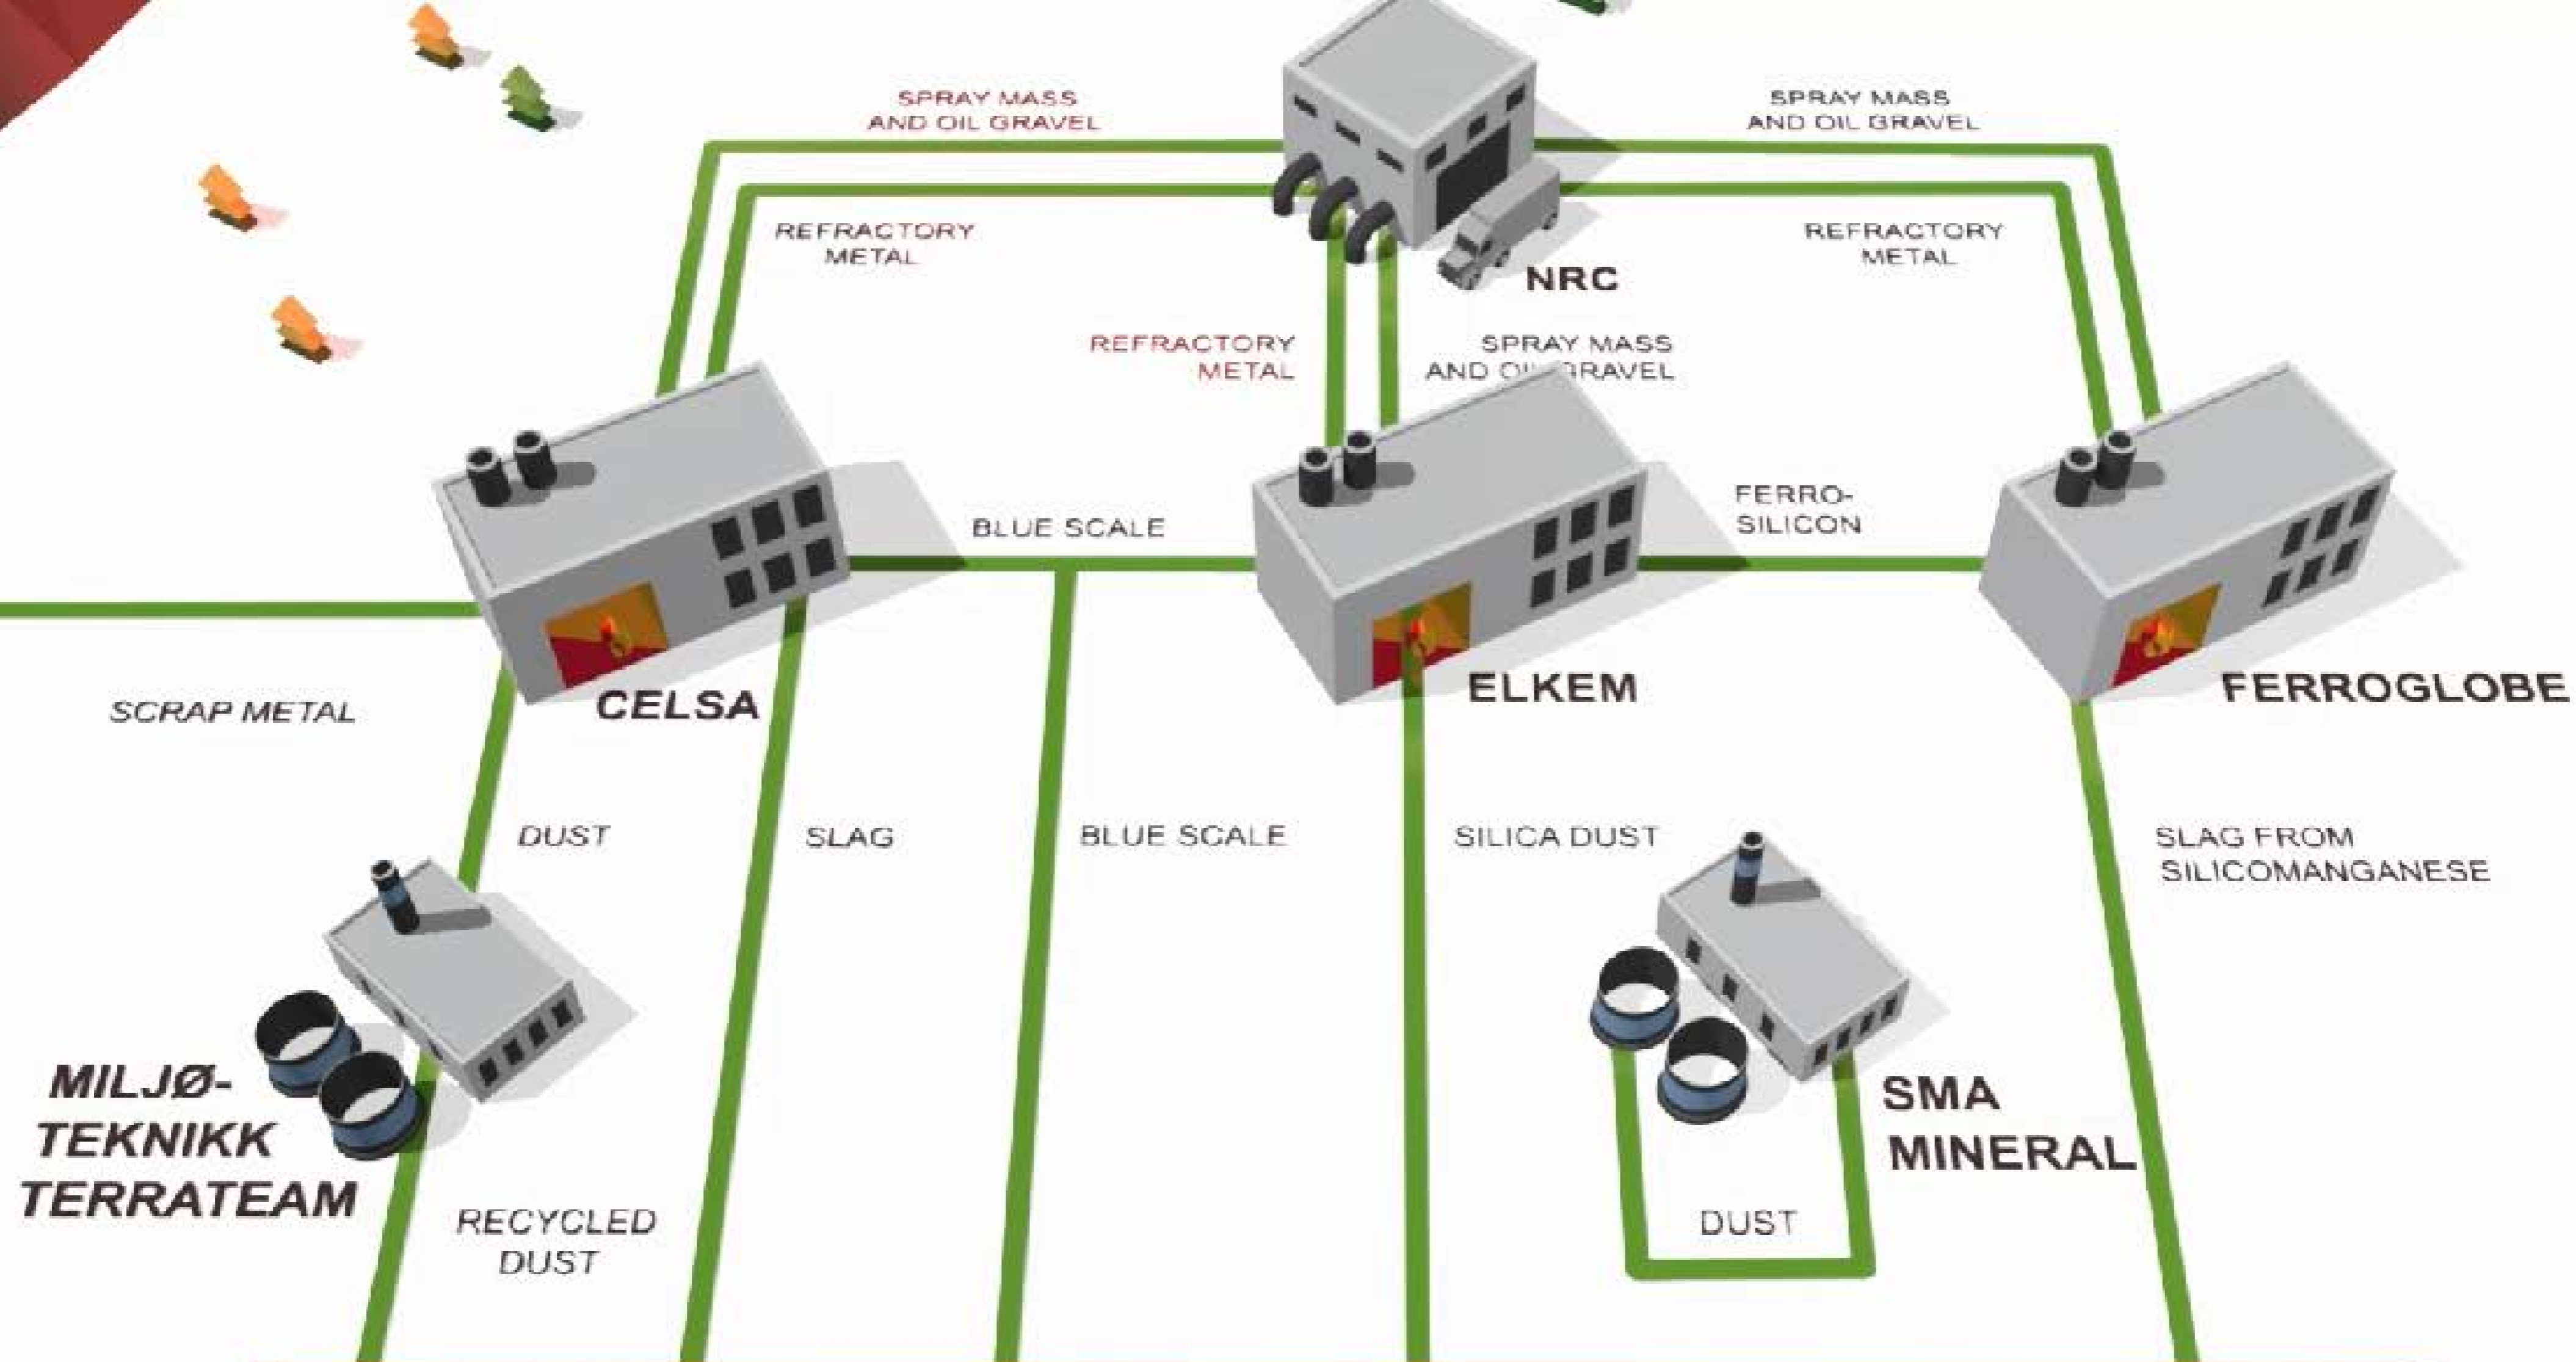 SPRAY MASS
AND OIL GRAVEL
SPRAY MASS
AND OIL GRAVEL
REFRACTORY
METAL
REFRACTORY
METAL
NRC
REFRACTORY
METAL
SPRAY MASS
AND OIL GRAVEL
BLUE SCALE
FERRO-
SILICON
SCRAP METAL
CELSA
ELKEM
FERROGLOBE
DUST
SLAG
BLUE SCALE
SILICA DUST
SLAG FROM
SILICOMANGANESE
MILJØ-
TEKNIKK
TERRATEAM
SMA
MINERAL
RECYCLED
DUST
DUST